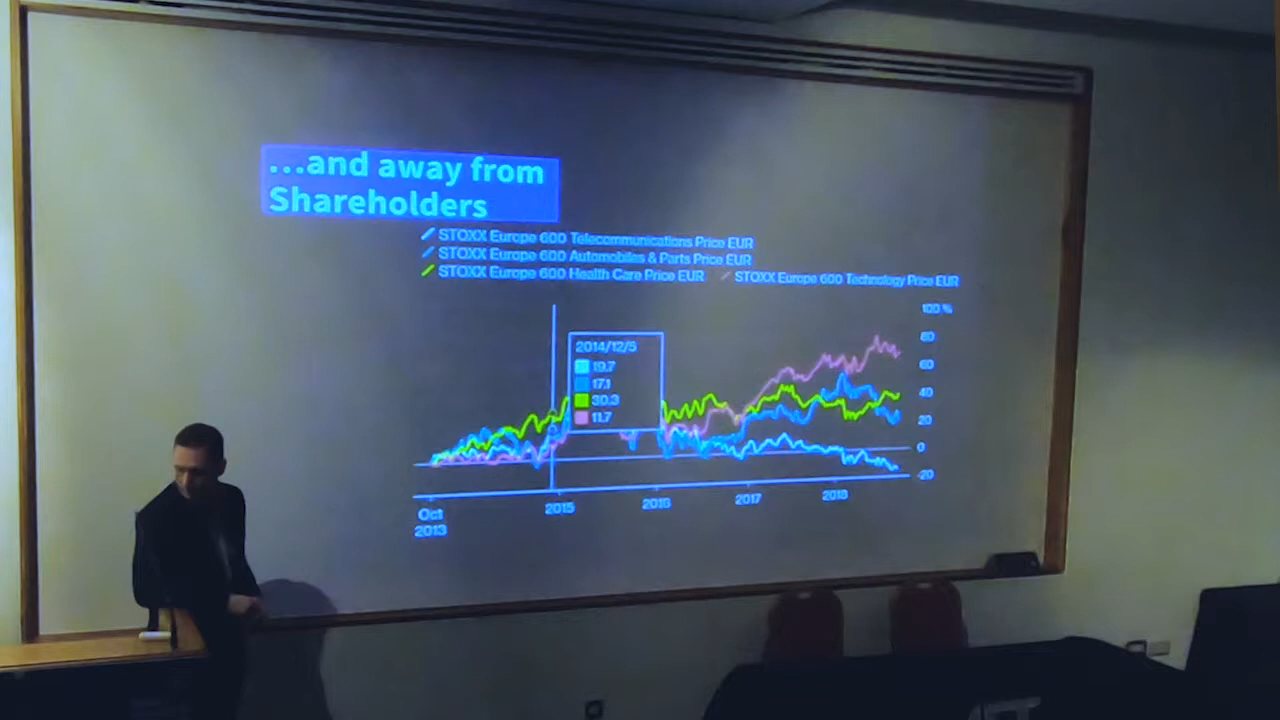 ...and away from
Shareholders
STOXX Europe 600 Telecommunications Price EUR
STOXX Europe 600 Automobiles & Parts Price EUR
STOXX Europe 600 Health Care Price EUR STOXX Europe 600 Technology Price EUR
100 %
80
60
40
20
0
-20
2014/12/5
19.7
17.1
30.3
11.7
Oct
2013
2015
2016
2017
2018